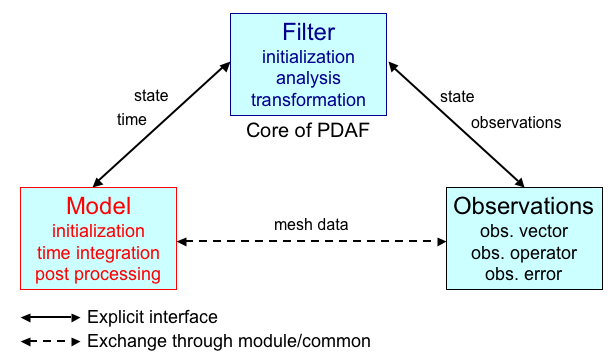 Filter
initialization
analysis
transformation
Core of PDAF
state
time
state
observations
Model
initialization
time integration
post processing
mesh data
Observations
obs. vector
obs. operator
obs. error
Explicit interface
Exchange through module/common